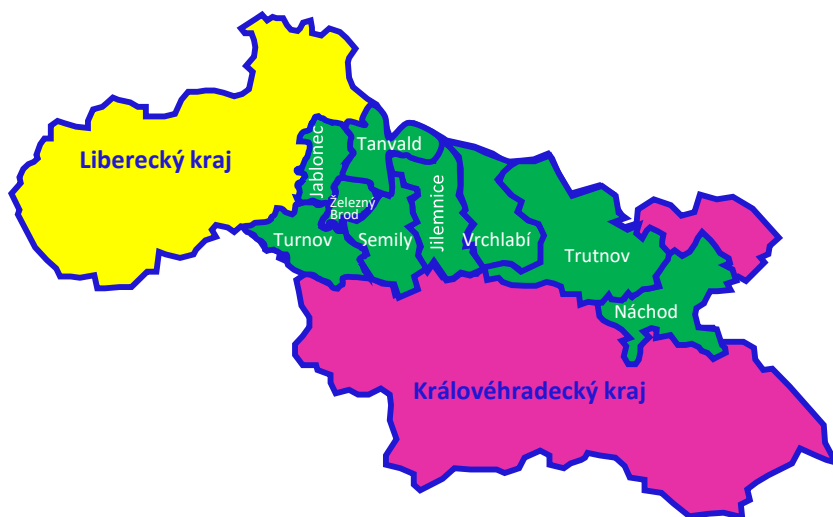 Liberecký kraj
Jablonec
Tanvald
Železný
Brod
Turnov
Semily
Jilemnice
Vrchlabí
Trutnov
Náchod
Královéhradecký kraj